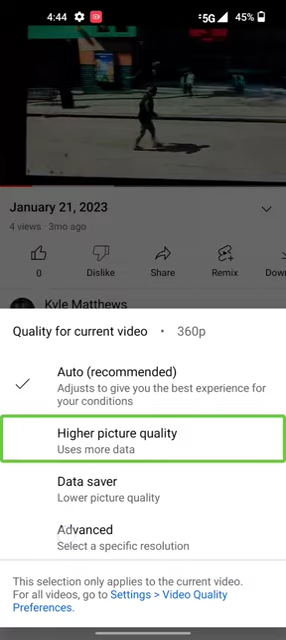 4:44 5G 45%
January 21, 2023
4 views · 3mo ago
0 Dislike Share Remix Down
Kyle Matthews
Quality for current video • 360p
Auto (recommended)
Adjusts to give you the best experience for
your conditions
Higher picture quality
Uses more data
Data saver
Lower picture quality
Advanced
Select a specific resolution
This selection only applies to the current video.
For all videos, go to Settings > Video Quality
Preferences.